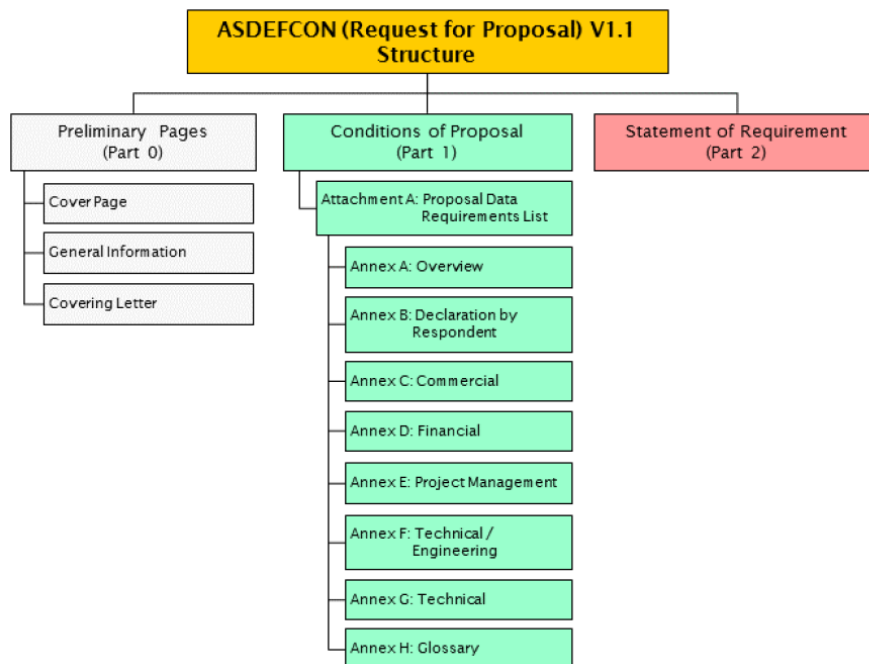 ASDEFCON (Request for Proposal) V1.1
Structure
Preliminary Pages
(Part 0)
Cover Page
General Information
Covering Letter
Conditions of Proposal
(Part 1)
Attachment A: Proposal Data
Requirements List
Annex A: Overview
Annex B: Declaration by
Respondent
Annex C: Commercial
Annex D: Financial
Annex E: Project Management
Annex F: Technical /
Engineering
Annex G: Technical
Annex H: Glossary
Statement of Requirement
(Part 2)